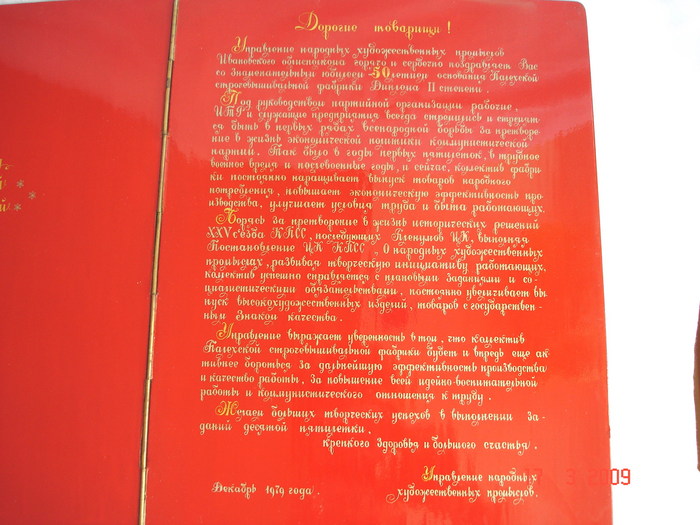 Дорогие товарищи!
Управление народных художественных промыслов
Ивановского облисполкома горячо и сердечно поздравляет Вас
со знаменательным юбилеем - 50летием основания Палехской
строчевышивальной фабрики Диплома II степени.
Под руководством партийной организации рабочие,
ИТР и служащие предприятия всегда стремились и стремят-
ся быть в первых рядах всенародной борьбы за претворе-
ние в жизнь экономической политики коммунистической
партии. Так было в годы первых пятилеток, в трудное
военное время и послевоенные годы, и сейчас, коллектив фабри-
ки постоянно наращивает выпуск товаров народного
потребления, повышает экономическую эффективность про-
изводства, улучшает условия труда и быта работающих.
Борясь за претворение в жизнь исторических решений
XXV съезда КПСС, последующих Пленумов ЦК, выполняя
Постановление ЦК КПСС „О народных художественных
промыслах, развивая творческую инициативу работающих,
коллектив успешно справляется с плановыми заданиями и со-
циалистическими обязательствами, постоянно увеличивает вы-
пуск высокохудожественных изделий, товаров с государствен-
ным Знаком качества.
Управление выражает уверенность в том, что коллектив
Палехской строчевышивальной фабрики будет и впредь еще ак-
тивнее бороться за дальнейшую эффективность производства
и качество работы, за повышение всей идейно-воспитательной
работы и коммунистического отношения к труду.
Желаем больших творческих успехов в выполнении за-
даний десятой пятилетки.
крепкого здоровья и большого счастья.
Управление народных
Декабрь 1979 года. художественных промыслов.
3 2009